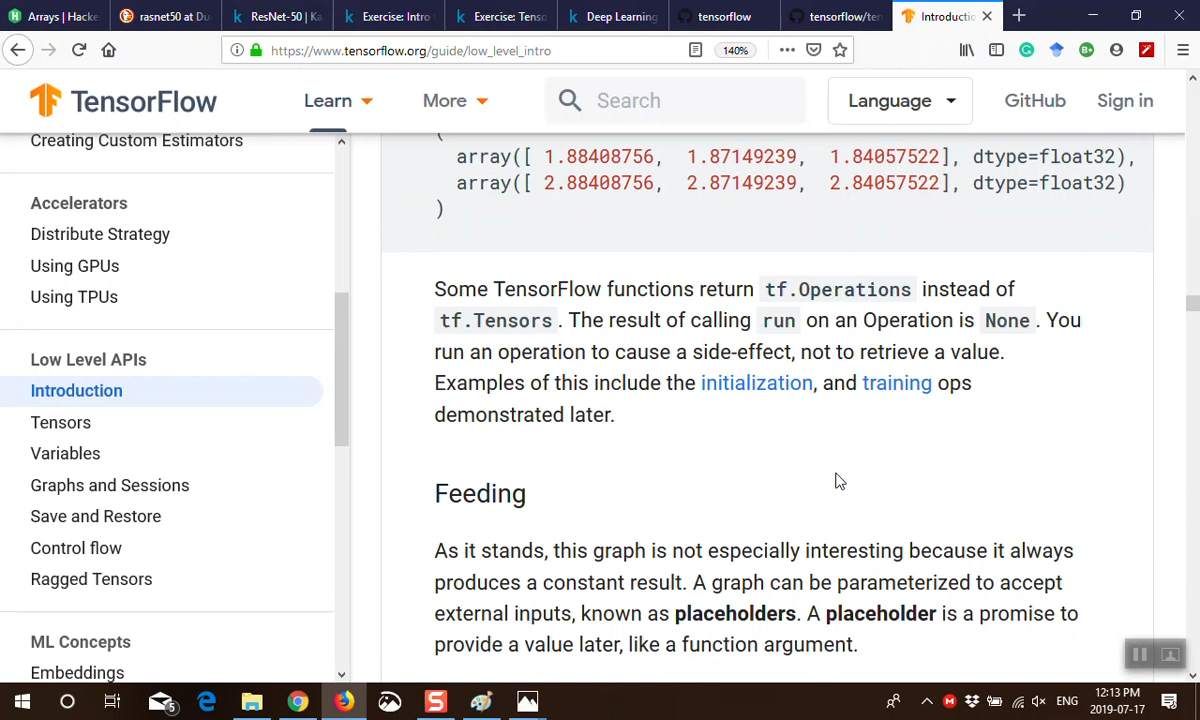 Arrays | Hacke
rasnet50 at Du
ResNet-50 | Ka
Exercise: Intro
Exercise: Tenso
Deep Learning
tensorflow
tensorflow/ten
Introductio
https://www.tensorflow.org/guide/low_level_intro
140%
TensorFlow
Learn
More
Search
Language
GitHub
Sign in
Creating Custom Estimators
Accelerators
Distribute Strategy
Using GPUs
Using TPUs
Low Level APIs
Introduction
Tensors
Variables
Graphs and Sessions
Save and Restore
Control flow
Ragged Tensors
ML Concepts
Embeddings
(
array([ 1.88408756, 1.87149239, 1.84057522], dtype=float32),
array([ 2.88408756, 2.87149239, 2.84057522], dtype=float32)
)
Some TensorFlow functions return tf.Operations instead of
tf.Tensors. The result of calling run on an Operation is None. You
run an operation to cause a side-effect, not to retrieve a value.
Examples of this include the initialization, and training ops
demonstrated later.
Feeding
As it stands, this graph is not especially interesting because it always
produces a constant result. A graph can be parameterized to accept
external inputs, known as placeholders. A placeholder is a promise to
provide a value later, like a function argument.
5
ENG
12:13 PM
2019-07-17